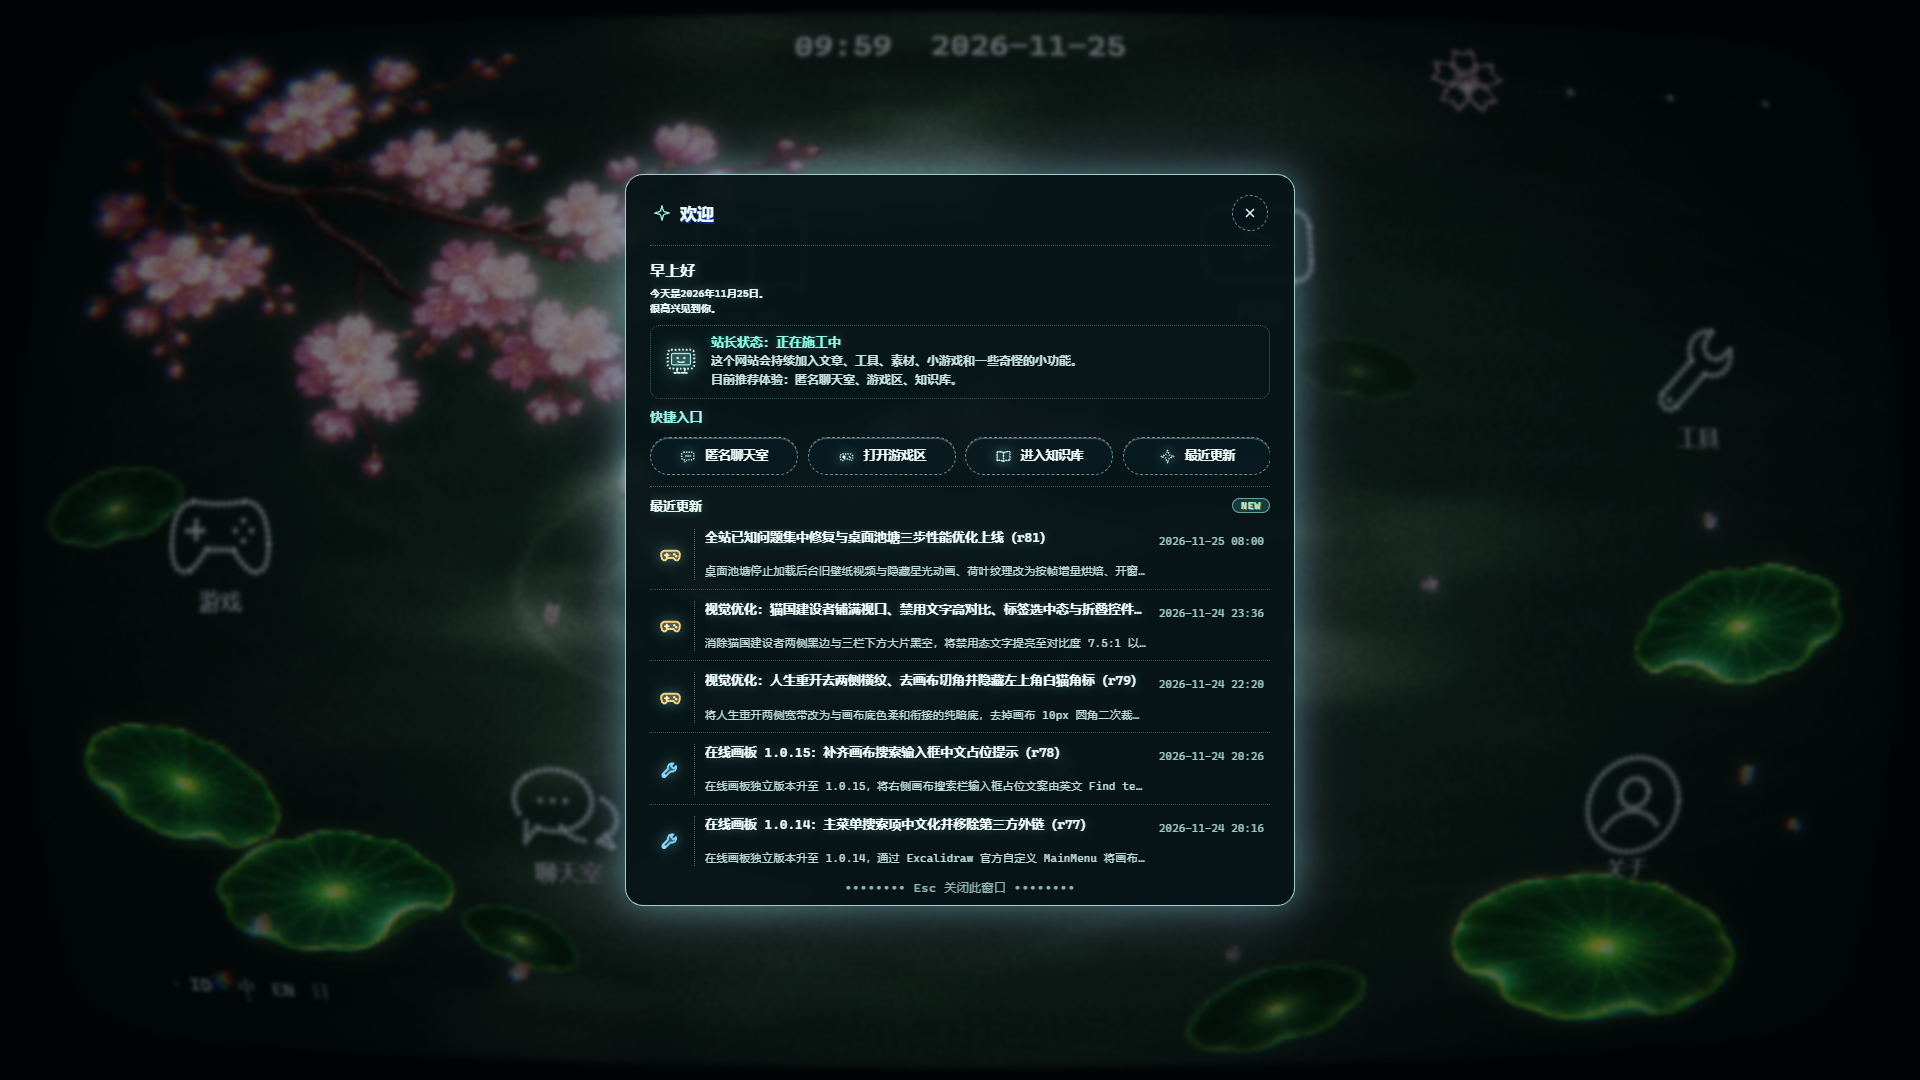 09:59 2026-11-25
欢迎
早上好
今天是2026年11月25日。
很高兴见到你。
站长状态：正在施工中
这个网站会持续加入文章、工具、素材、小游戏和一些奇怪的小功能。
目前推荐体验：匿名聊天室、游戏区、知识库。
快捷入口
匿名聊天室 打开游戏区 进入知识库 最近更新
最近更新 NEW
全站已知问题集中修复与桌面池塘三步性能优化上线（r81） 2026-11-25 08:00
桌面池塘停止加载后台旧壁纸视频与隐藏星光动画、荷叶纹理改为按帧增量烘焙、开窗…
视觉优化：猫国建设者铺满视口、禁用文字高对比、标签选中态与折叠控件… 2026-11-24 23:36
消除猫国建设者两侧黑边与三栏下方大片黑空，将禁用态文字提亮至对比度 7.5:1 以…
视觉优化：人生重开去两侧横纹、去画布切角并隐藏左上角白猫角标（r79） 2026-11-24 22:20
将人生重开两侧宽带改为与画布底色柔和衔接的纯暗底，去掉画布 10px 圆角二次裁…
在线画板 1.0.15：补齐画布搜索输入框中文占位提示（r78） 2026-11-24 20:26
在线画板独立版本升至 1.0.15，将右侧画布搜索栏输入框占位文案由英文 Find te…
在线画板 1.0.14：主菜单搜索项中文化并移除第三方外链（r77） 2026-11-24 20:16
在线画板独立版本升至 1.0.14，通过 Excalidraw 官方自定义 MainMenu 将画布…
Esc 关闭此窗口
工具
游戏
聊天室
关于
ID 中 EN 日